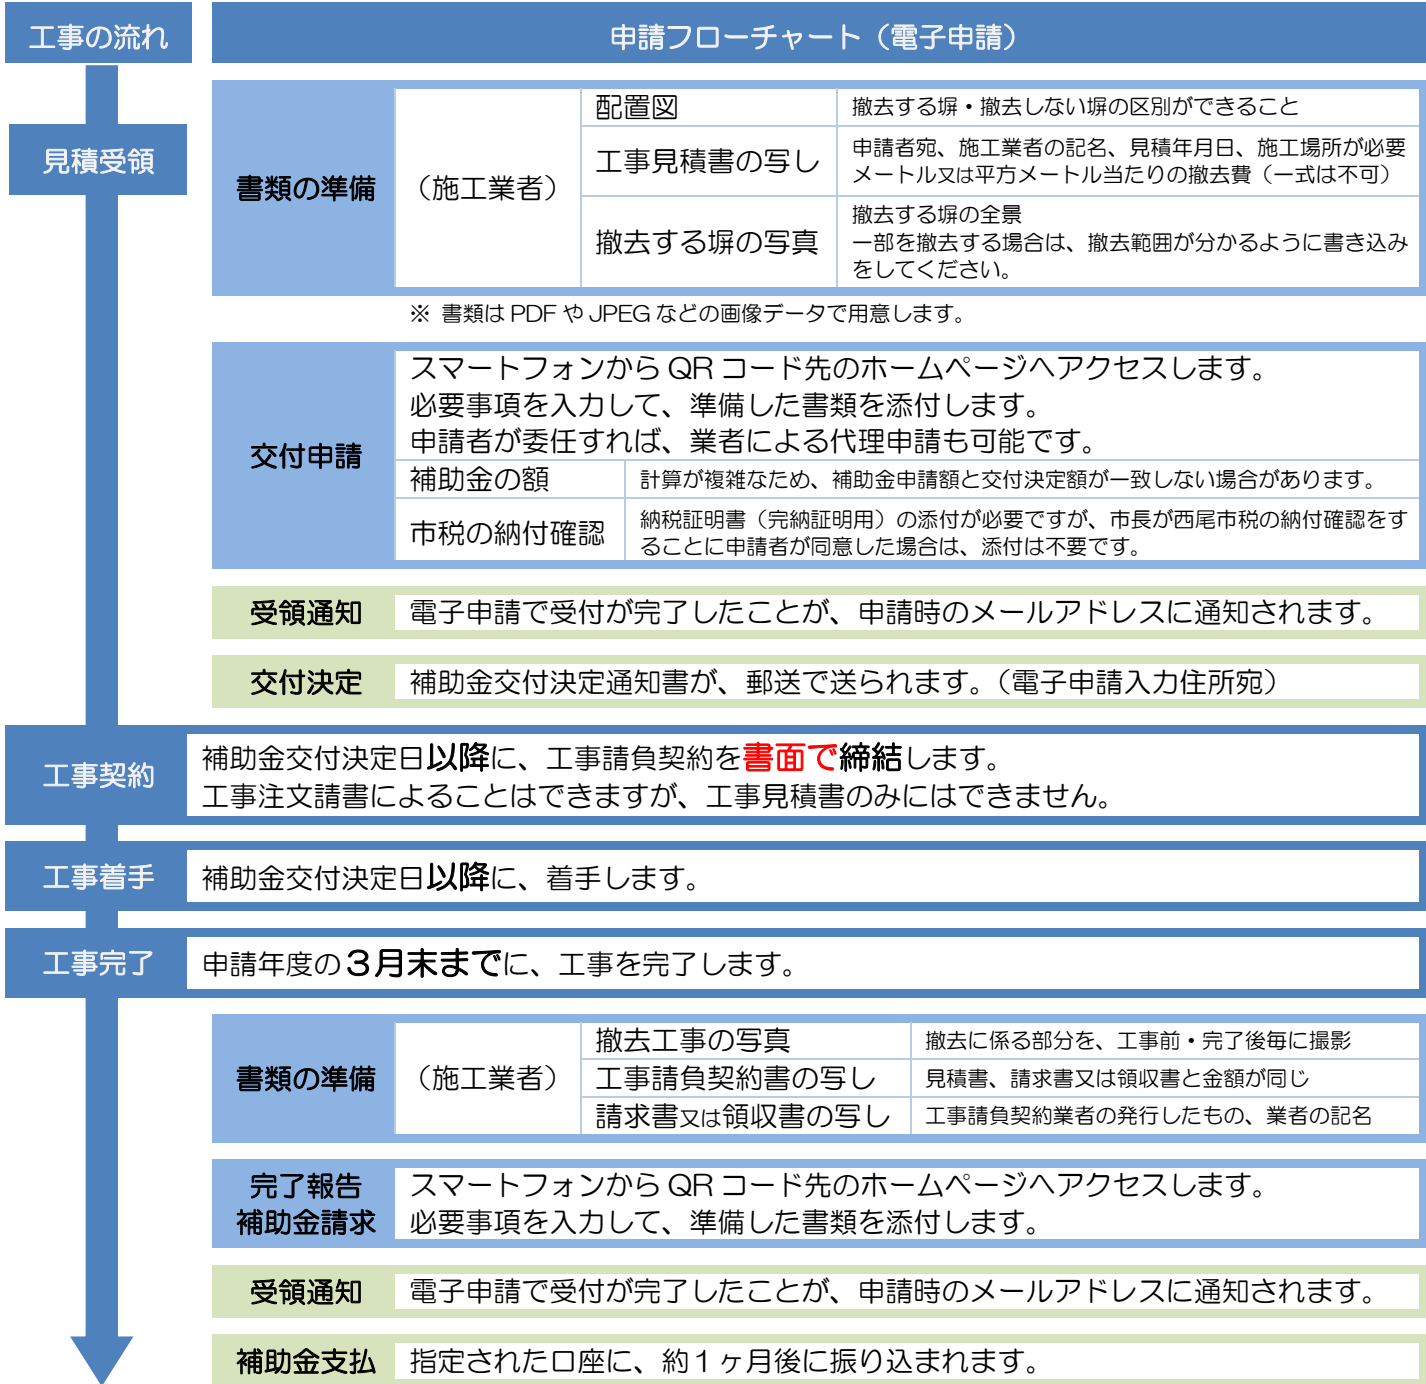 工事の流れ
申請フローチャート（電子申請）
見積受領
書類の準備
（施工業者）
配置図
撤去する塀・撤去しない塀の区別ができること
工事見積書の写し
申請者宛、施工業者の記名、見積年月日、施工場所が必要
メートル又は平方メートル当たりの撤去費（一式は不可）
撤去する塀の写真
撤去する塀の全景
一部を撤去する場合は、撤去範囲が分かるように書き込み
をしてください。
※ 書類は PDF や JPEG などの画像データで用意します。
交付申請
スマートフォンから QR コード先のホームページへアクセスします。
必要事項を入力して、準備した書類を添付します。
申請者が委任すれば、業者による代理申請も可能です。
補助金の額
計算が複雑なため、補助金申請額と交付決定額が一致しない場合があります。
市税の納付確認
納税証明書（完納証明用）の添付が必要ですが、市長が西尾市税の納付確認をす
ることに申請者が同意した場合は、添付は不要です。
受領通知
電子申請で受付が完了したことが、申請時のメールアドレスに通知されます。
交付決定
補助金交付決定通知書が、郵送で送られます。（電子申請入力住所宛）
工事契約
補助金交付決定日以降に、工事請負契約を書面で締結します。
工事注文請書によることはできますが、工事見積書のみにはできません。
工事着手
補助金交付決定日以降に、着手します。
工事完了
申請年度の３月末までに、工事を完了します。
書類の準備
（施工業者）
撤去工事の写真
撤去に係る部分を、工事前・完了後毎に撮影
工事請負契約書の写し
見積書、請求書又は領収書と金額が同じ
請求書又は領収書の写し
工事請負契約業者の発行したもの、業者の記名
完了報告
補助金請求
スマートフォンから QR コード先のホームページへアクセスします。
必要事項を入力して、準備した書類を添付します。
受領通知
電子申請で受付が完了したことが、申請時のメールアドレスに通知されます。
補助金支払
指定された口座に、約１ヶ月後に振り込まれます。